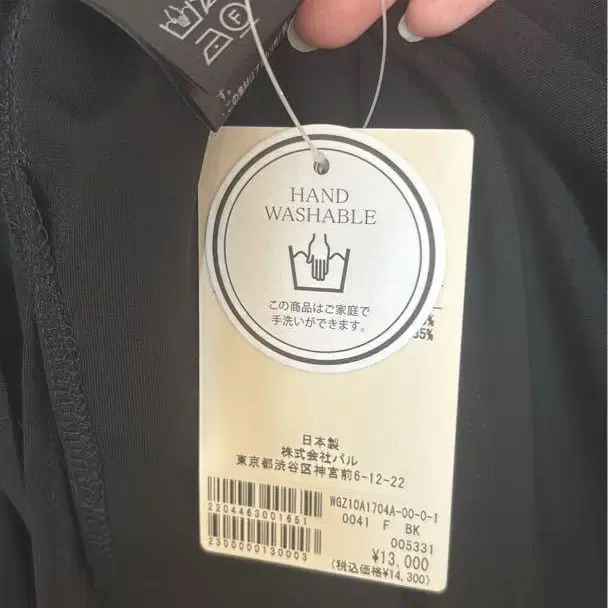 す。
HAND
WASHABLE
この商品はご家庭で
手洗いができます。
%
35%
日本製
株式会社パル
東京都渋谷区神宮前6-12-22
WGZ10A1704A-00-0-1
2204463001651
0041 F BK
005331
2300000130003
¥13,000
(税込価格¥14,300)